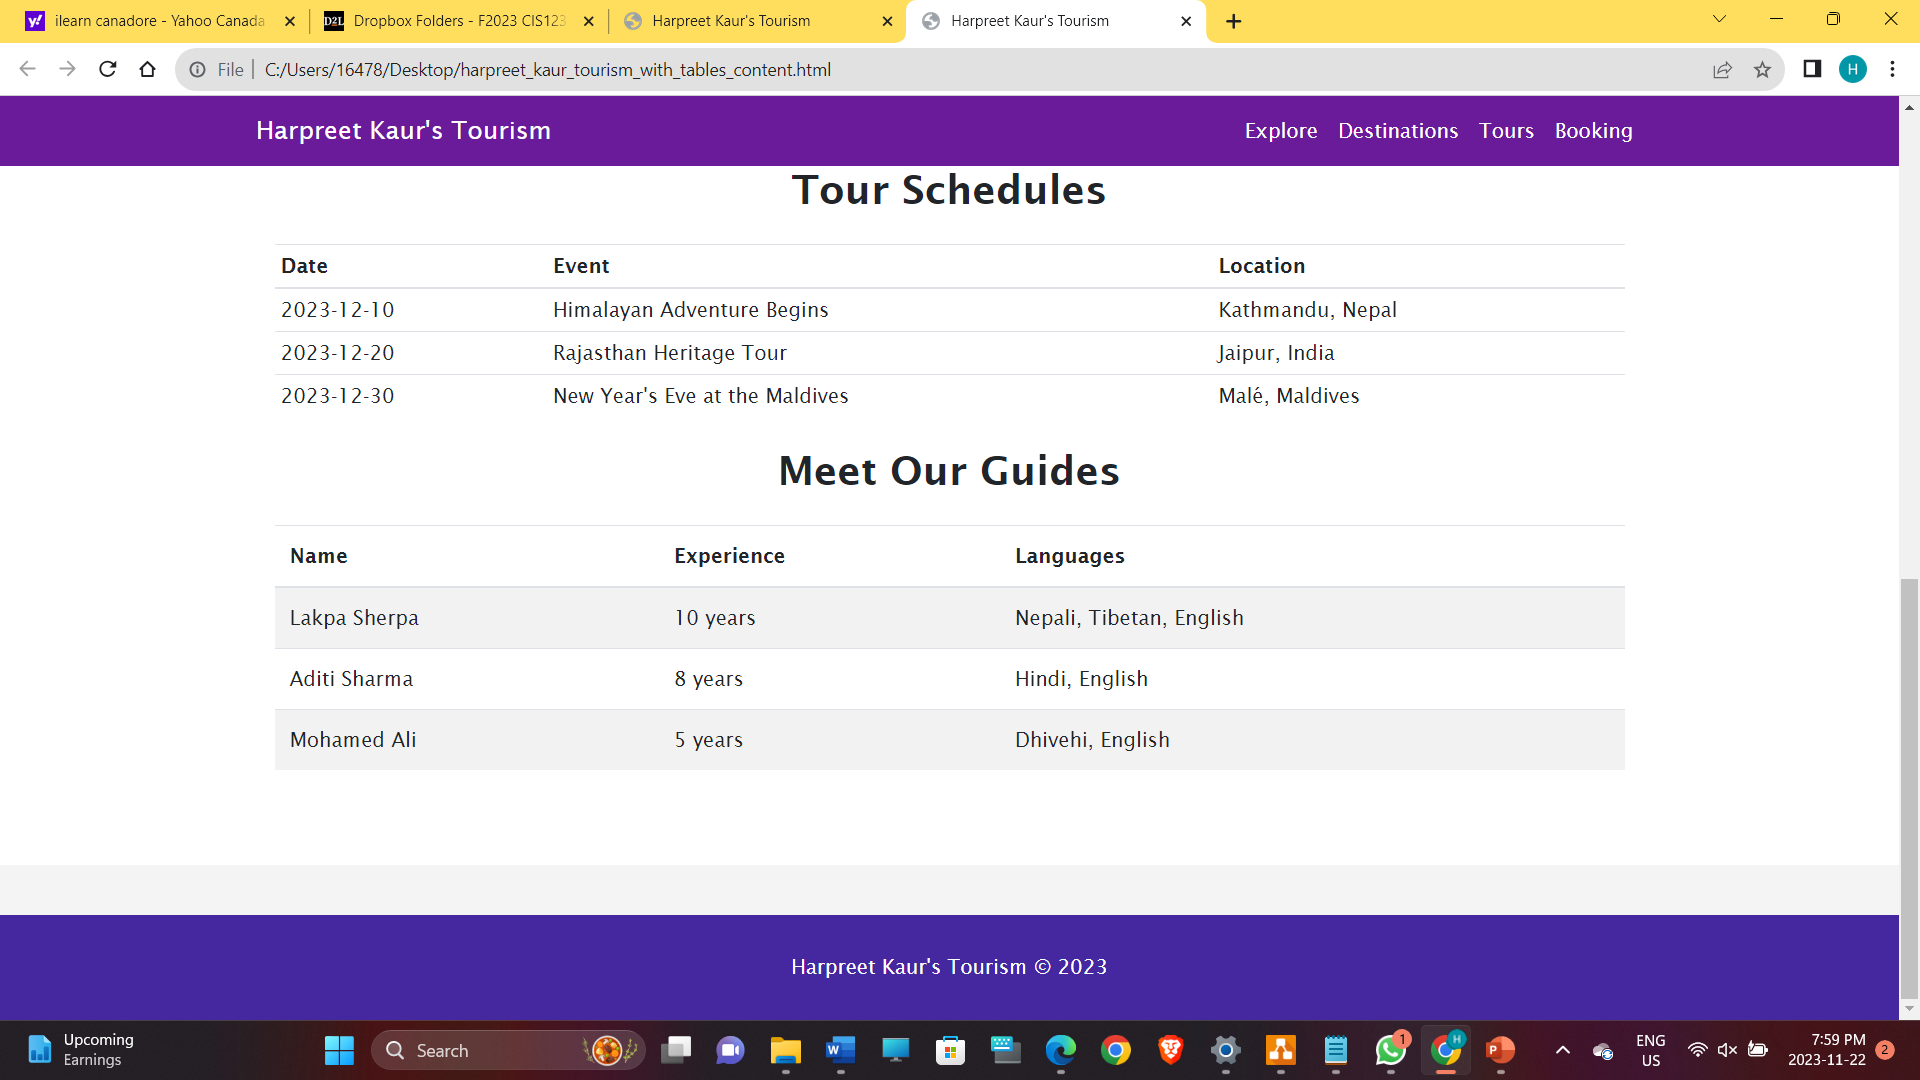 ilearn canadore - Yahoo Canada
D2L Dropbox Folders - F2023 CIS123
Harpreet Kaur's Tourism
Harpreet Kaur's Tourism
File C:/Users/16478/Desktop/harpreet_kaur_tourism_with_tables_content.html
H
Harpreet Kaur's Tourism Explore Destinations Tours Booking
Tour Schedules
Date Event Location
2023-12-10 Himalayan Adventure Begins Kathmandu, Nepal
2023-12-20 Rajasthan Heritage Tour Jaipur, India
2023-12-30 New Year's Eve at the Maldives Malé, Maldives
Meet Our Guides
Name Experience Languages
Lakpa Sherpa 10 years Nepali, Tibetan, English
Aditi Sharma 8 years Hindi, English
Mohamed Ali 5 years Dhivehi, English
Harpreet Kaur's Tourism © 2023
Upcoming
Earnings
Search
W
1
H
P
ENG
US
7:59 PM
2023-11-22
2